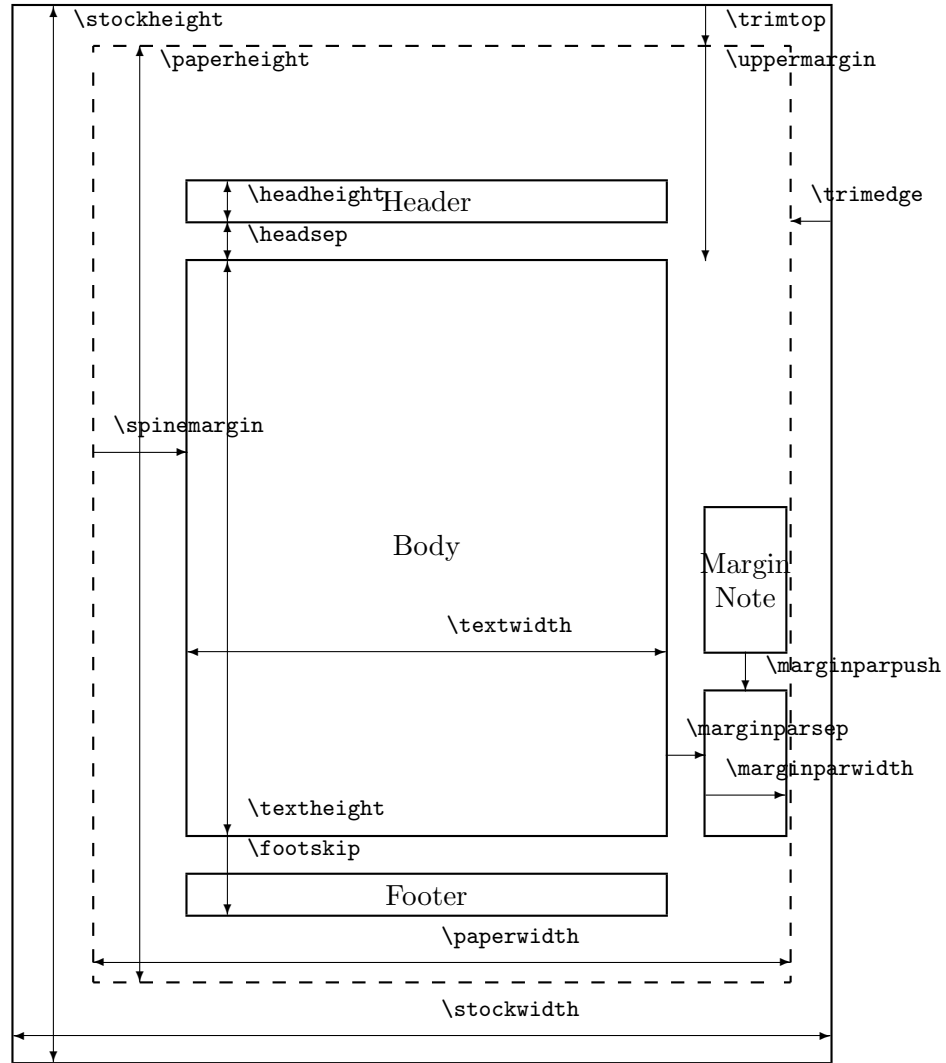 \stockheight
\trimtop
\paperheight
\uppermargin
\headheight
Header
\trimedge
\headsep
\spinemargin
Body
Margin
Note
\textwidth
\marginparpush
\marginparsep
\marginparwidth
\textheight
\footskip
Footer
\paperwidth
\stockwidth